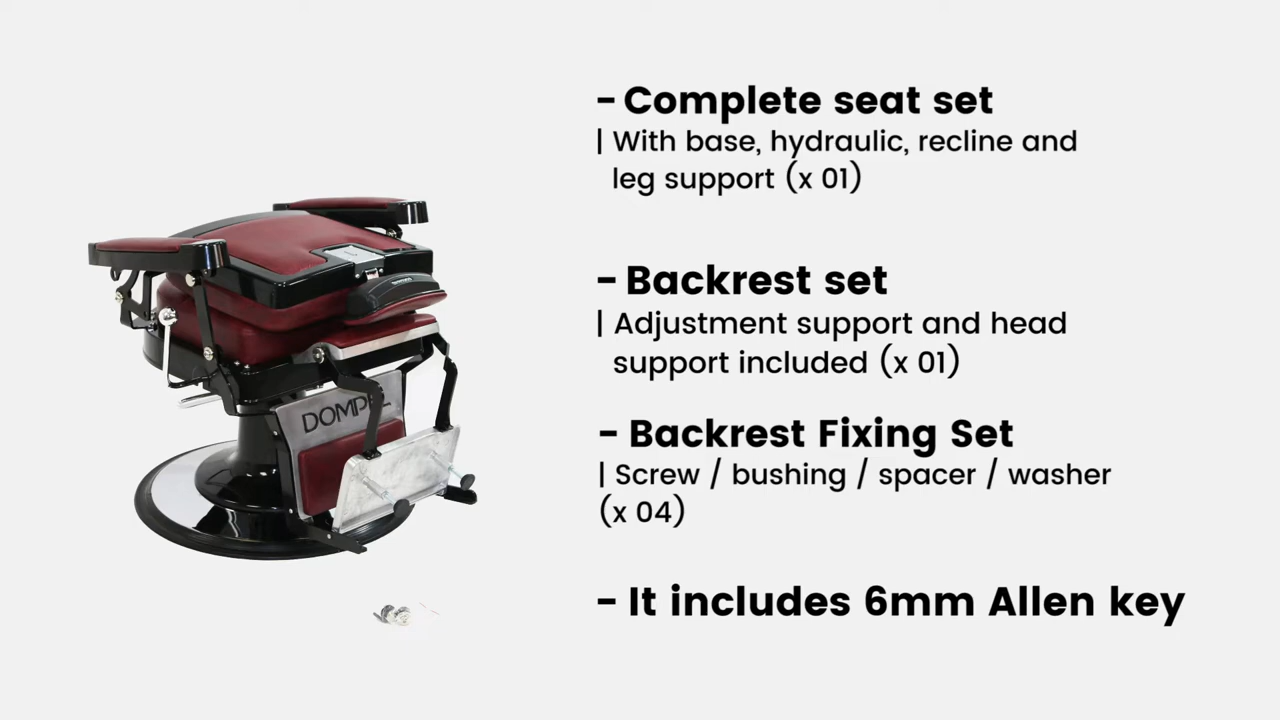 - Complete seat set
| With base, hydraulic, recline and
leg support (x 01)
- Backrest set
| Adjustment support and head
support included (x 01)
DOMPEL
- Backrest Fixing Set
| Screw / bushing / spacer / washer
(x 04)
- It includes 6mm Allen key